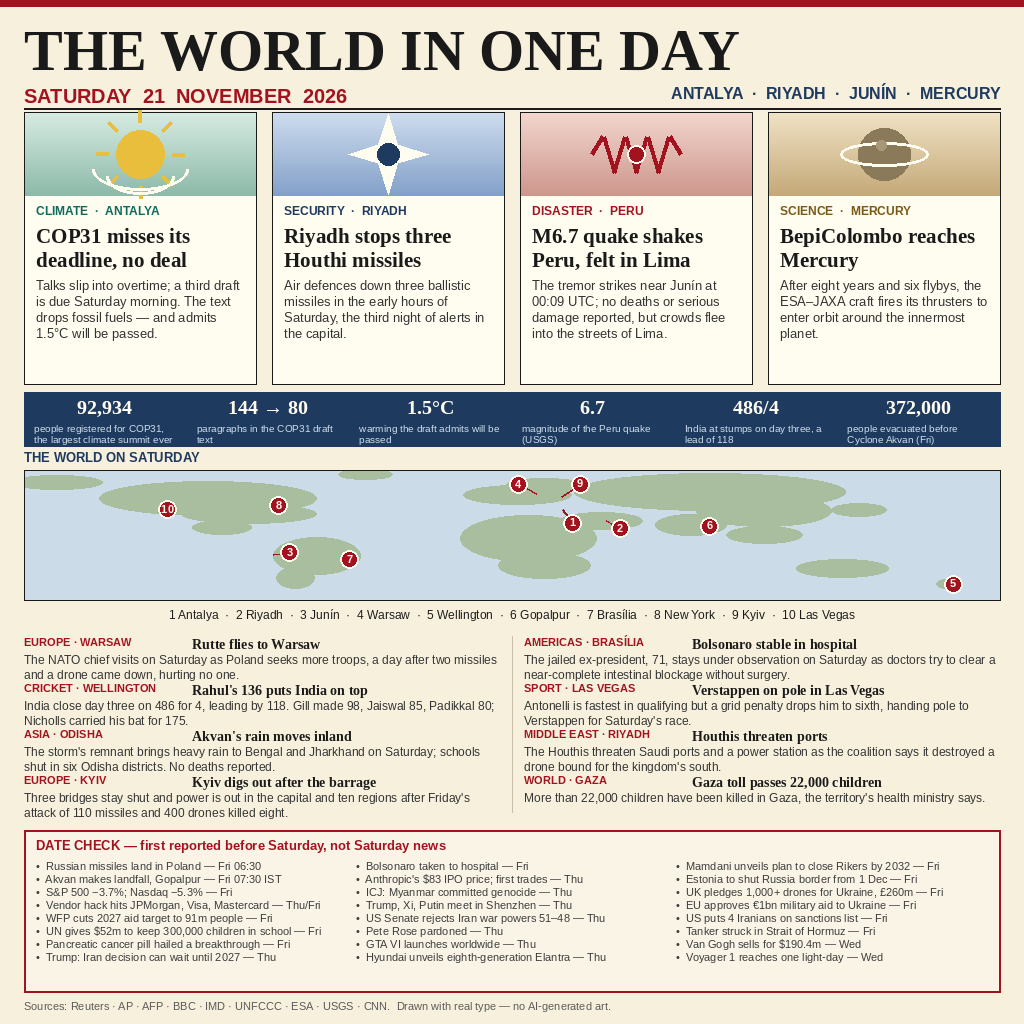 THE WORLD IN ONE DAY
SATURDAY 21 NOVEMBER 2026
ANTALYA · RIYADH · JUNÍN · MERCURY
CLIMATE · ANTALYA
COP31 misses its
deadline, no deal
Talks slip into overtime; a third draft
is due Saturday morning. The text
drops fossil fuels — and admits
1.5°C will be passed.
SECURITY · RIYADH
Riyadh stops three
Houthi missiles
Air defences down three ballistic
missiles in the early hours of
Saturday, the third night of alerts in
the capital.
DISASTER · PERU
M6.7 quake shakes
Peru, felt in Lima
The tremor strikes near Junín at
00:09 UTC; no deaths or serious
damage reported, but crowds flee
into the streets of Lima.
SCIENCE · MERCURY
BepiColombo reaches
Mercury
After eight years and six flybys, the
ESA–JAXA craft fires its thrusters to
enter orbit around the innermost
planet.
92,934
people registered for COP31,
the largest climate summit ever
144 → 80
paragraphs in the COP31 draft
text
1.5°C
warming the draft admits will be
passed
6.7
magnitude of the Peru quake
(USGS)
486/4
India at stumps on day three, a
lead of 118
372,000
people evacuated before
Cyclone Akvan (Fri)
THE WORLD ON SATURDAY
4
9
10
8
1
2
6
3
7
5
1 Antalya · 2 Riyadh · 3 Junín · 4 Warsaw · 5 Wellington · 6 Gopalpur · 7 Brasília · 8 New York · 9 Kyiv · 10 Las Vegas
EUROPE · WARSAW Rutte flies to Warsaw
The NATO chief visits on Saturday as Poland seeks more troops, a day after two missiles
and a drone came down, hurting no one.
CRICKET · WELLINGTON Rahul's 136 puts India on top
India close day three on 486 for 4, leading by 118. Gill made 98, Jaiswal 85, Padikkal 80;
Nicholls carried his bat for 175.
ASIA · ODISHA Akvan's rain moves inland
The storm's remnant brings heavy rain to Bengal and Jharkhand on Saturday; schools
shut in six Odisha districts. No deaths reported.
EUROPE · KYIV Kyiv digs out after the barrage
Three bridges stay shut and power is out in the capital and ten regions after Friday's
attack of 110 missiles and 400 drones killed eight.
AMERICAS · BRASÍLIA Bolsonaro stable in hospital
The jailed ex-president, 71, stays under observation on Saturday as doctors try to clear a
near-complete intestinal blockage without surgery.
SPORT · LAS VEGAS Verstappen on pole in Las Vegas
Antonelli is fastest in qualifying but a grid penalty drops him to sixth, handing pole to
Verstappen for Saturday's race.
MIDDLE EAST · RIYADH Houthis threaten ports
The Houthis threaten Saudi ports and a power station as the coalition says it destroyed a
drone bound for the kingdom's south.
WORLD · GAZA Gaza toll passes 22,000 children
More than 22,000 children have been killed in Gaza, the territory's health ministry says.
DATE CHECK — first reported before Saturday, not Saturday news
• Russian missiles land in Poland — Fri 06:30
• Akvan makes landfall, Gopalpur — Fri 07:30 IST
• S&P 500 −3.7%; Nasdaq −5.3% — Fri
• Vendor hack hits JPMorgan, Visa, Mastercard — Thu/Fri
• WFP cuts 2027 aid target to 91m people — Fri
• UN gives $52m to keep 300,000 children in school — Fri
• Pancreatic cancer pill hailed a breakthrough — Fri
• Trump: Iran decision can wait until 2027 — Thu
• Bolsonaro taken to hospital — Fri
• Anthropic's $83 IPO price; first trades — Thu
• ICJ: Myanmar committed genocide — Thu
• Trump, Xi, Putin meet in Shenzhen — Thu
• US Senate rejects Iran war powers 51–48 — Thu
• Pete Rose pardoned — Thu
• GTA VI launches worldwide — Thu
• Hyundai unveils eighth-generation Elantra — Thu
• Mamdani unveils plan to close Rikers by 2032 — Fri
• Estonia to shut Russia border from 1 Dec — Fri
• UK pledges 1,000+ drones for Ukraine, £260m — Fri
• EU approves €1bn military aid to Ukraine — Fri
• US puts 4 Iranians on sanctions list — Fri
• Tanker struck in Strait of Hormuz — Fri
• Van Gogh sells for $190.4m — Wed
• Voyager 1 reaches one light-day — Wed
Sources: Reuters · AP · AFP · BBC · IMD · UNFCCC · ESA · USGS · CNN. Drawn with real type — no AI-generated art.